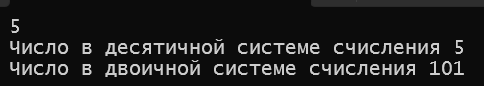 5
Число в десятичной системе счисления 5
Число в двоичной системе счисления 101